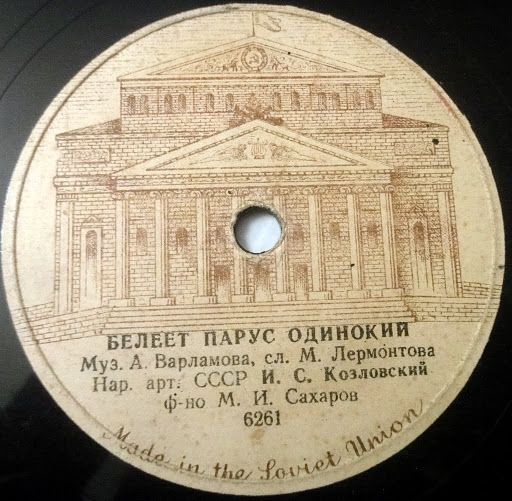 БЕЛЕЕТ ПАРУС ОДИНОКИЙ
Муз. А. Варламова, сл. М. Лермонтова
Нар. арт. СССР И. С. Козловский
ф-но М. И. Сахаров
6261
Made in the Soviet Union